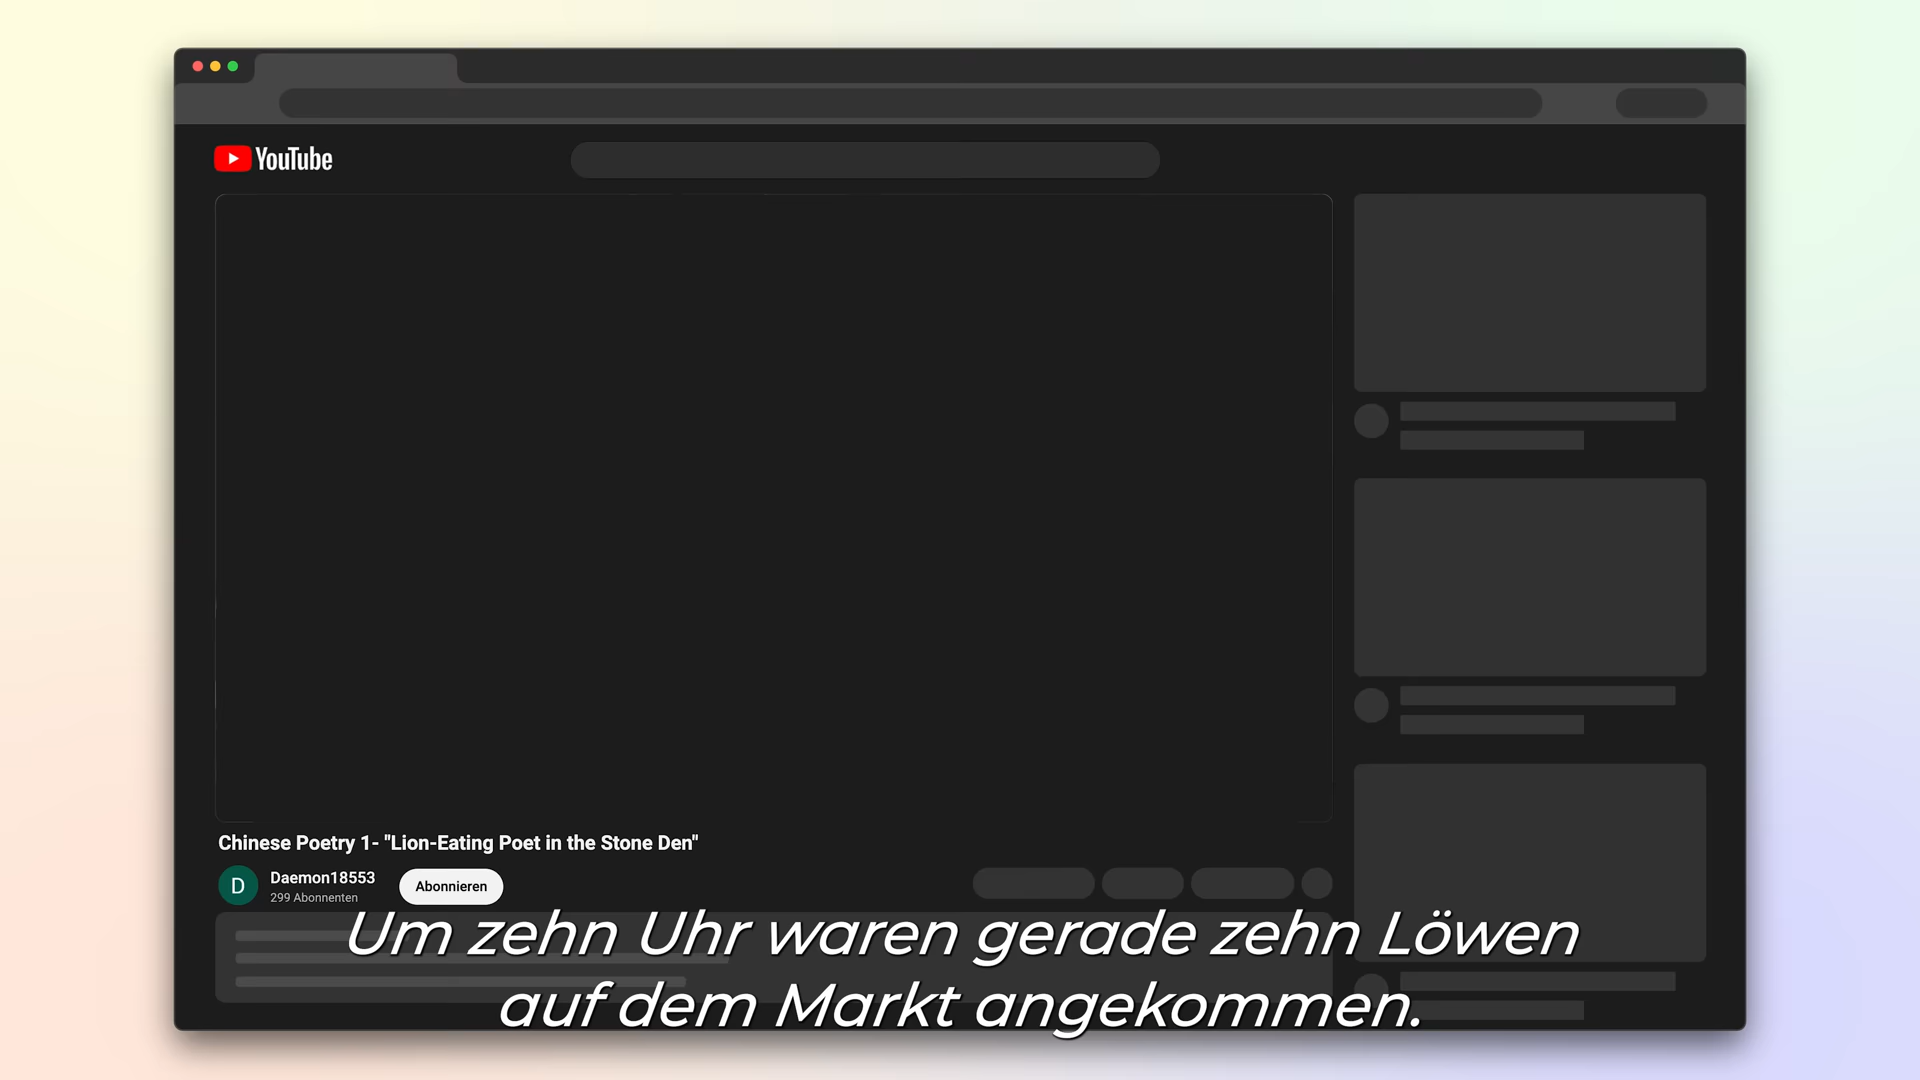 YouTube
Chinese Poetry 1- "Lion-Eating Poet in the Stone Den"
D
Daemon18553
299 Abonnenten
Abonnieren
Um zehn Uhr waren gerade zehn Löwen
auf dem Markt angekommen.